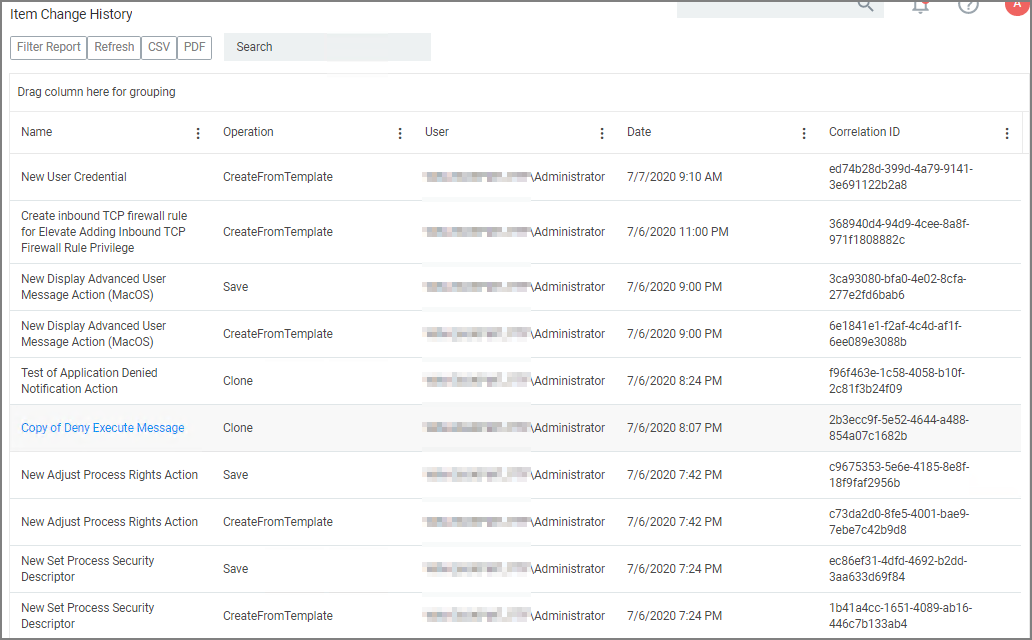 Item Change History
A
Filter Report Refresh CSV PDF Search
Drag column here for grouping
Name Operation User Date Correlation ID
New User Credential CreateFromTemplate \Administrator 7/7/2020 9:10 AM ed74b28d-399d-4a79-9141-
3e691122b2a8
Create inbound TCP firewall rule
for Elevate Adding Inbound TCP
Firewall Rule Privilege
CreateFromTemplate \Administrator 7/6/2020 11:00 PM 368940d4-94d9-4cee-8a8f-
971f1808882c
New Display Advanced User
Message Action (MacOS)
Save \Administrator 7/6/2020 9:00 PM 3ca93080-bfa0-4e02-8cfa-
277e2fd6bab6
New Display Advanced User
Message Action (MacOS)
CreateFromTemplate \Administrator 7/6/2020 9:00 PM 6e1841e1-f2af-4c4d-af1f-
6ee089e3088b
Test of Application Denied
Notification Action
Clone \Administrator 7/6/2020 8:24 PM f96f463e-1c58-4058-b10f-
2c81f3b24f09
Copy of Deny Execute Message Clone \Administrator 7/6/2020 8:07 PM 2b3ecc9f-5e52-4644-a488-
854a07c1682b
New Adjust Process Rights Action Save \Administrator 7/6/2020 7:42 PM c9675353-5e6e-4185-8e8f-
18f9faf2956b
New Adjust Process Rights Action CreateFromTemplate \Administrator 7/6/2020 7:42 PM c73da2d0-8fe5-4001-bae9-
7ebe7c42b9d8
New Set Process Security
Descriptor
Save \Administrator 7/6/2020 7:24 PM ec86ef31-4dfd-4692-b2dd-
3aa633d69f84
New Set Process Security
Descriptor
CreateFromTemplate \Administrator 7/6/2020 7:24 PM 1b41a4cc-1651-4089-ab16-
446c7b133ab4